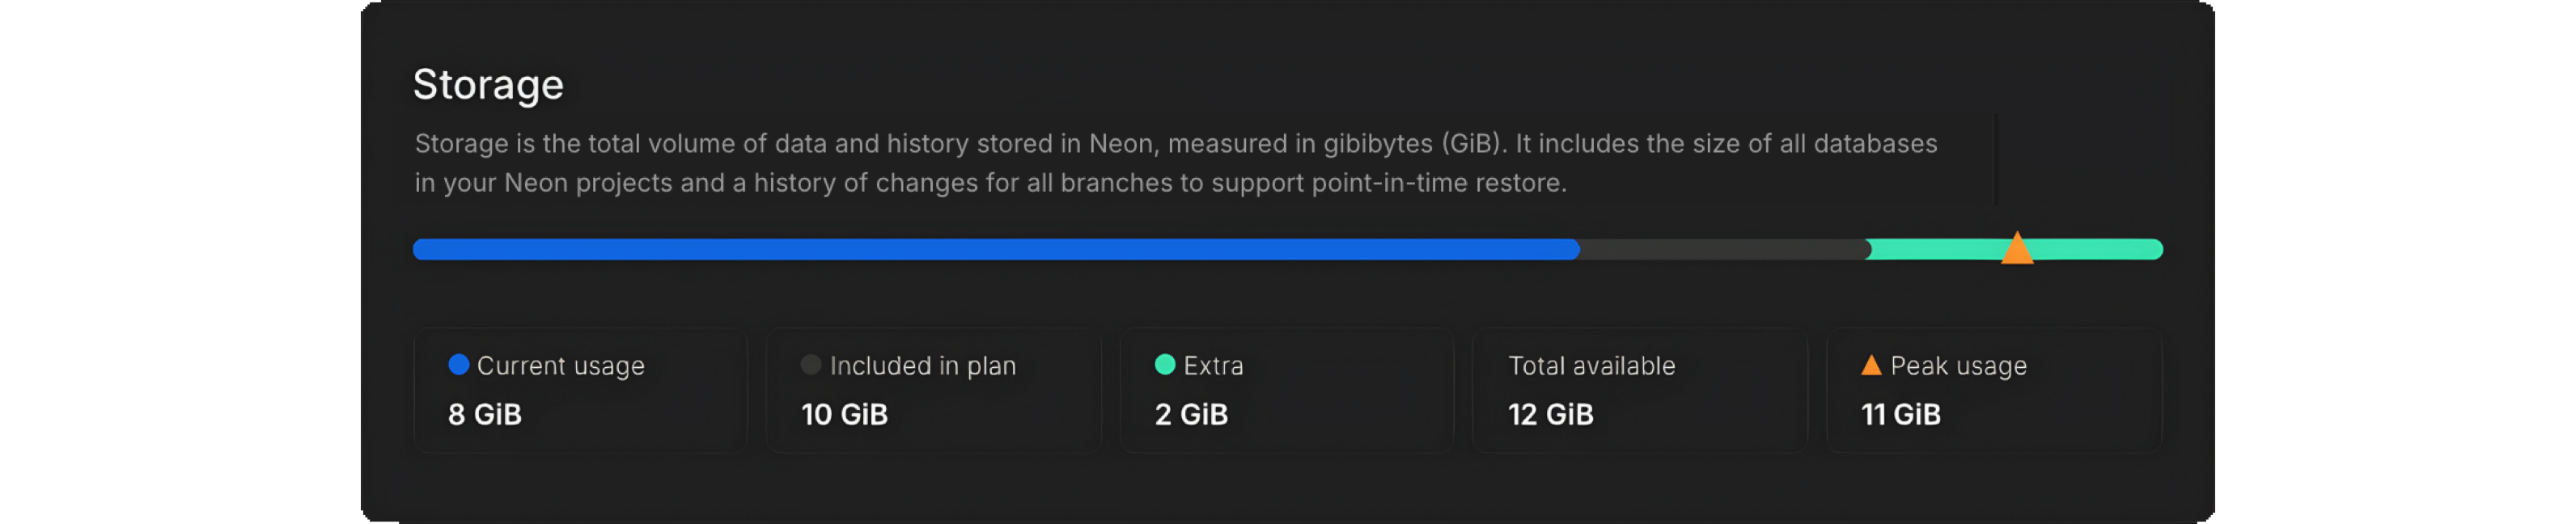 Storage
Storage is the total volume of data and history stored in Neon, measured in gibibytes (GiB). It includes the size of all databases
in your Neon projects and a history of changes for all branches to support point-in-time restore.
Current usage
8 GiB
Included in plan
10 GiB
Extra
2 GiB
Total available
12 GiB
Peak usage
11 GiB